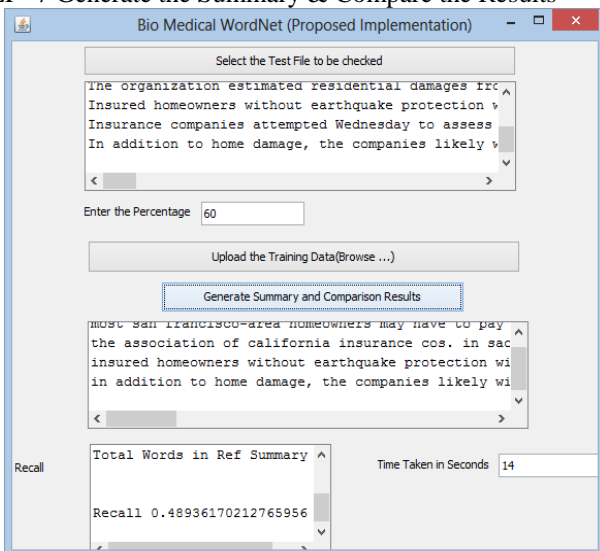 7 Generate the Summary & Compare the Results
Bio Medical WordNet (Proposed Implementation)
Select the Test File to be checked
The organization estimated residential damages fro
Insured homeowners without earthquake protection w
Insurance companies attempted Wednesday to assess
In addition to home damage, the companies likely w
Enter the Percentage 60
Upload the Training Data(Browse ...)
Generate Summary and Comparison Results
most san francisco-area homeowners may have to pay
the association of california insurance cos. in sac
insured homeowners without earthquake protection wi
in addition to home damage, the companies likely wi
Total Words in Ref Summary
Recall
Time Taken in Seconds 14
Recall 0.48936170212765956